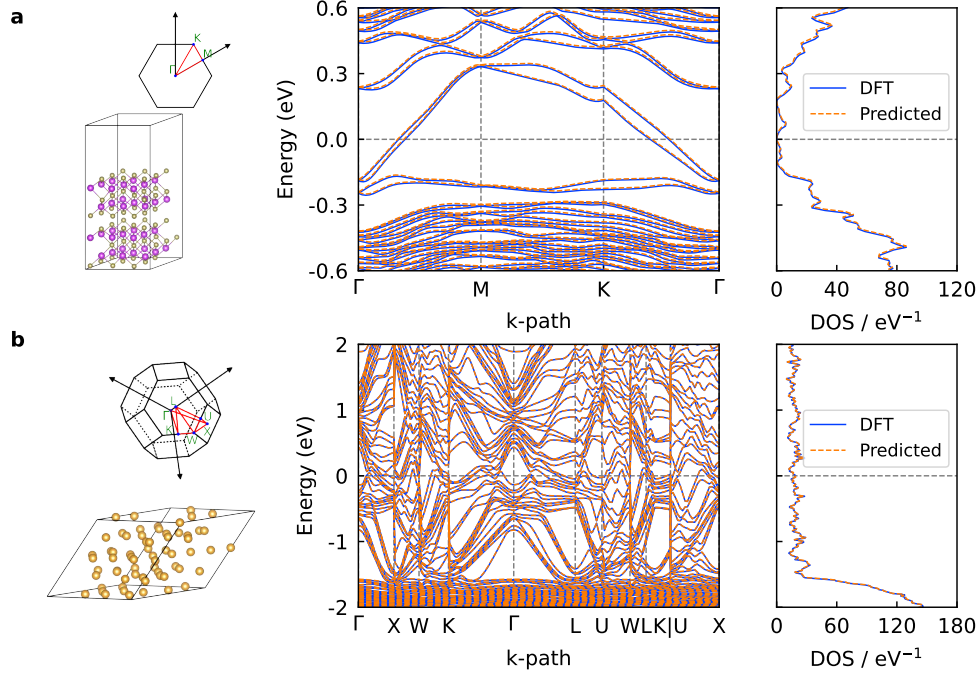 a
K
M
Γ
Energy (eV)
0.6
0.3
0.0
-0.3
-0.6
Γ
M
K
Γ
k-path
DFT
Predicted
0
40
80
120
DOS / eV⁻¹
b
L
Γ
U
K
W
X
Energy (eV)
2
1
0
-1
-2
Γ
X
W
K
Γ
L
U
WLK|U
X
k-path
DFT
Predicted
0
60
120
180
DOS / eV⁻¹